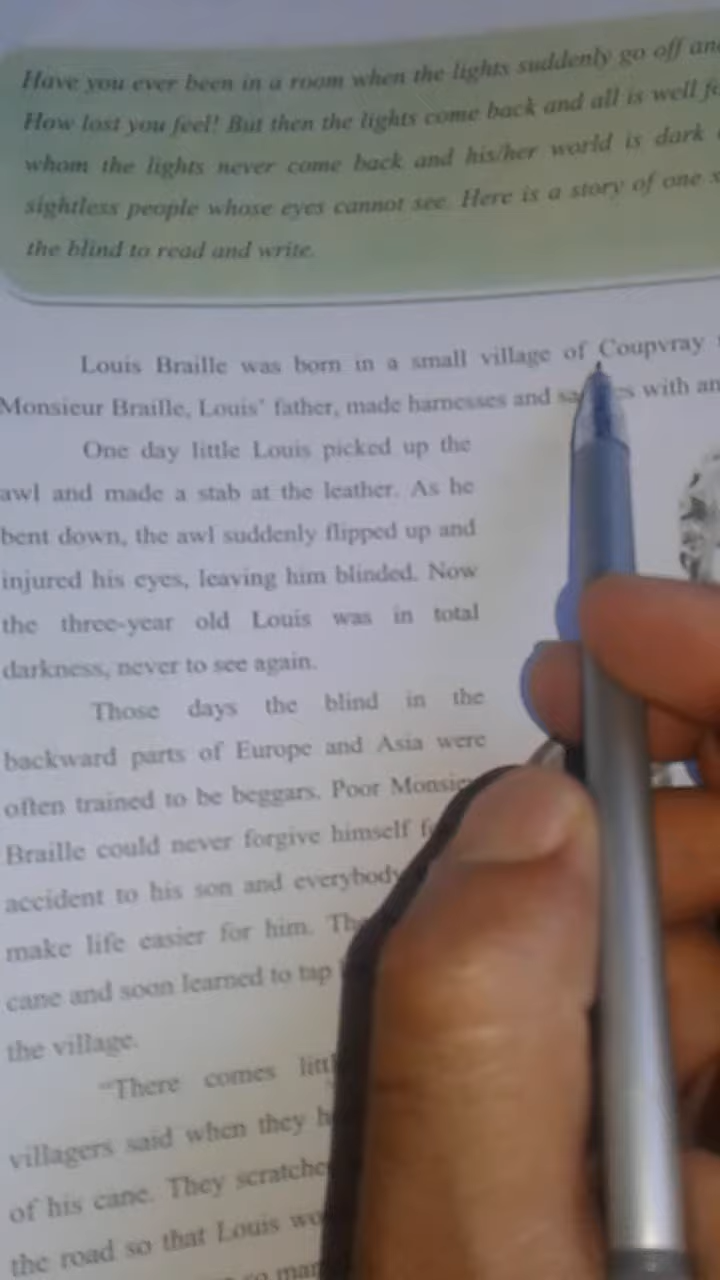 Have you ever been in a room when the lights suddenly go off
How lost you feel! But then the lights come back and all is well
whom the lights never come back and his/her world is dark
sightless people whose eyes cannot see. Here is a story of one
the blind to read and write.
Louis Braille was born in a small village of Coupvray
Monsieur Braille, Louis' father, made harnesses and with
One day little Louis picked up the
awl and made a stab at the leather. As he
bent down, the awl suddenly flipped up and
injured his eyes, leaving him blinded. Now
the three-year old Louis was in total
darkness, never to see again.
Those days the blind in the
backward parts of Europe and Asia were
often trained to be beggars. Poor
Braille could never forgive himself
accident to his son and everybody
make life easier for him.
cane and soon learned to tap
the village.
"There comes
villagers said when they
of his cane. They
the road so that Louis